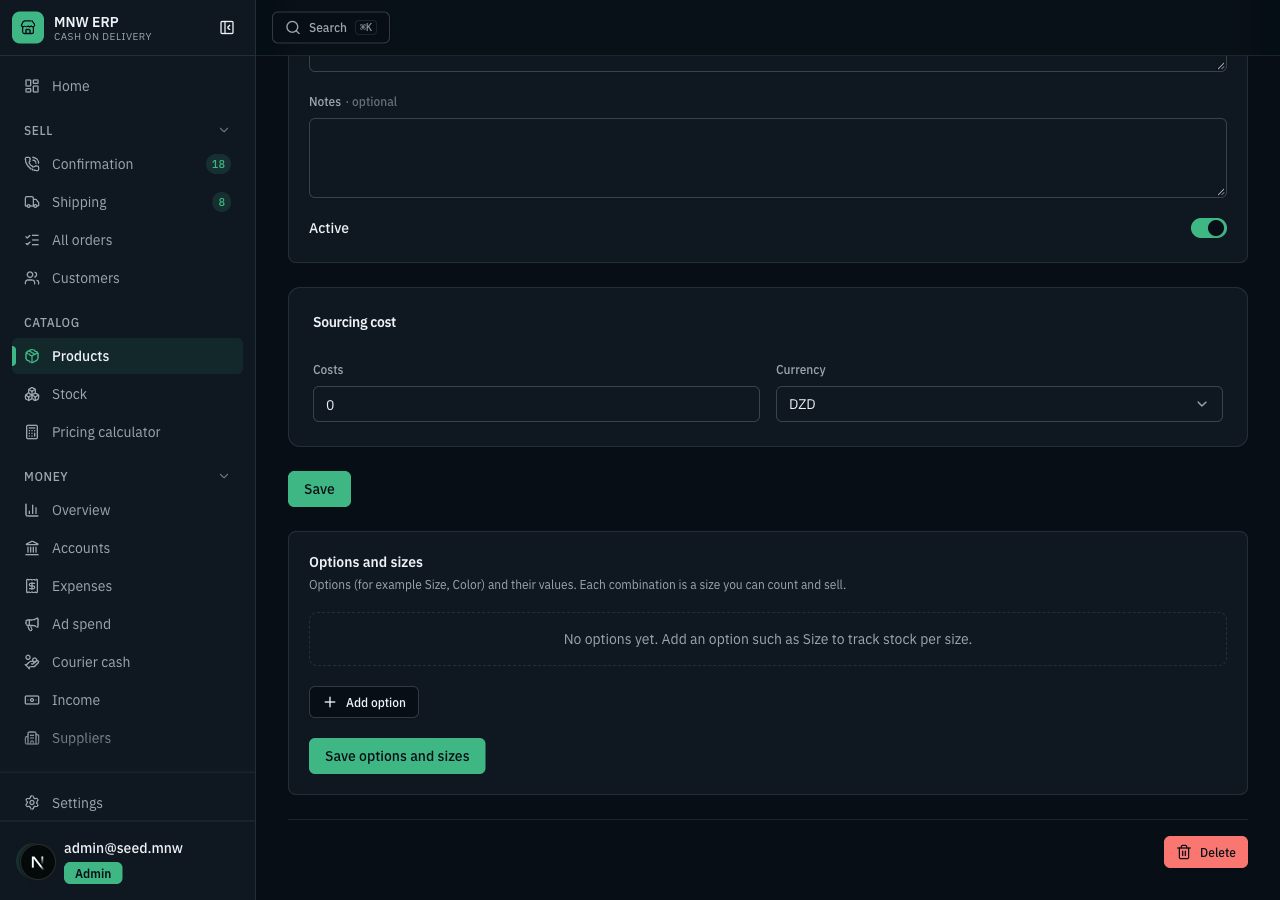 MNW ERP
CASH ON DELIVERY
Search ⌘K
Home
SELL
Confirmation 18
Shipping 8
All orders
Customers
CATALOG
Products
Stock
Pricing calculator
MONEY
Overview
Accounts
Expenses
Ad spend
Courier cash
Income
Suppliers
Settings
N
admin@seed.mnw
Admin
Notes · optional
Active
Sourcing cost
Costs
Currency
0
DZD
Save
Options and sizes
Options (for example Size, Color) and their values. Each combination is a size you can count and sell.
No options yet. Add an option such as Size to track stock per size.
Add option
Save options and sizes
Delete